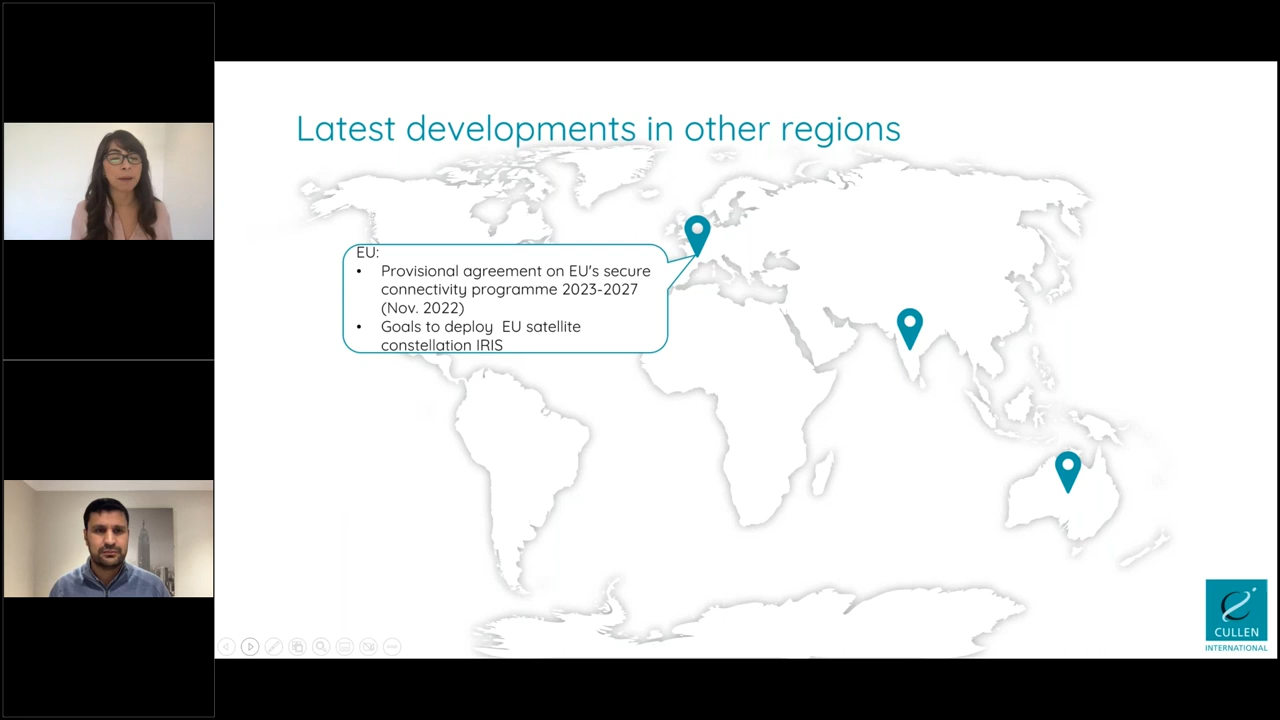 Latest developments in other regions
EU:
• Provisional agreement on EU's secure
connectivity programme 2023-2027
(Nov. 2022)
• Goals to deploy  EU satellite
constellation IRIS
CULLEN
INTERNATIONAL